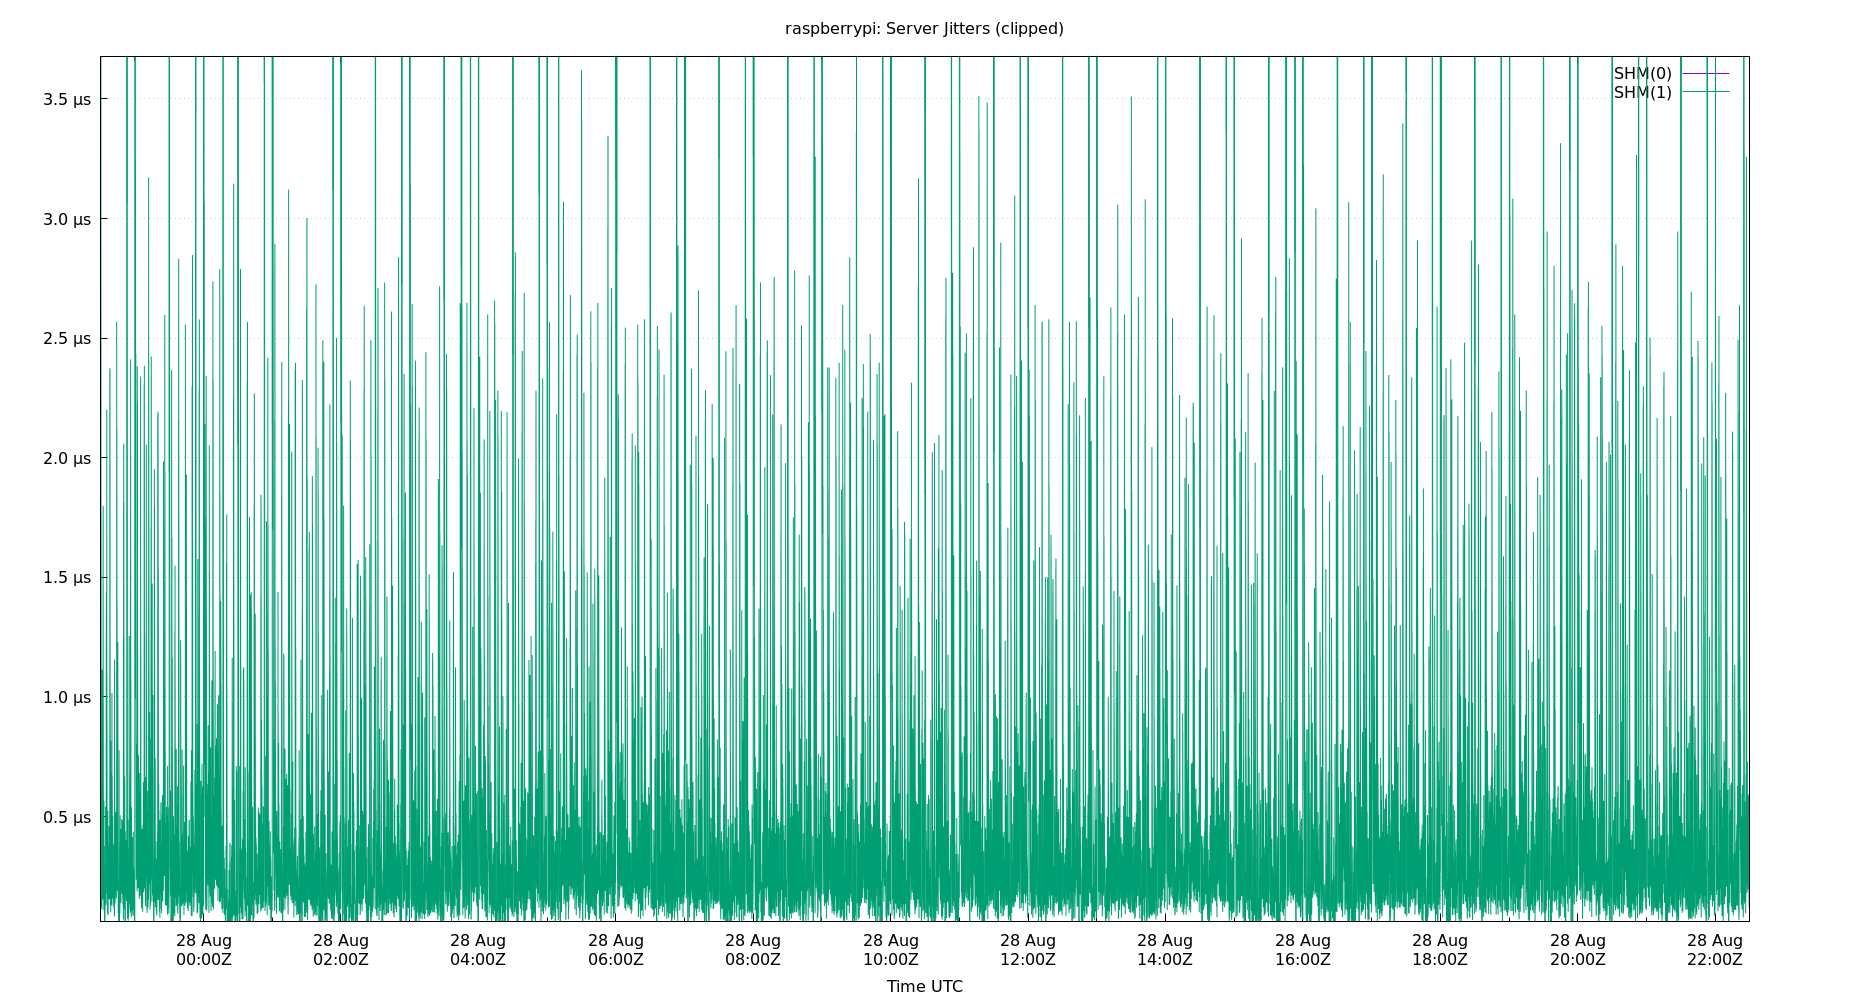 raspberrypi: Server Jitters (clipped)
SHM(0)
SHM(1)
3.5 µs
3.0 µs
2.5 µs
2.0 µs
1.5 µs
1.0 µs
0.5 µs
28 Aug 28 Aug 28 Aug 28 Aug 28 Aug 28 Aug 28 Aug 28 Aug 28 Aug 28 Aug 28 Aug 28 Aug
00:00Z 02:00Z 04:00Z 06:00Z 08:00Z 10:00Z 12:00Z 14:00Z 16:00Z 18:00Z 20:00Z 22:00Z
Time UTC